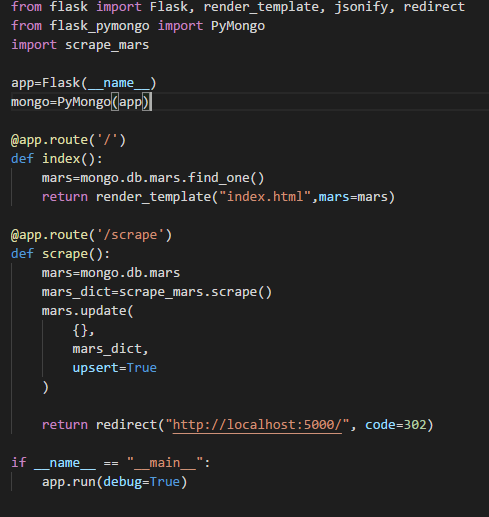 from flask import Flask, render_template, jsonify, redirect
from flask_pymongo import PyMongo
import scrape_mars

app=Flask(__name__)
mongo=PyMongo(app)

@app.route('/')
def index():
    mars=mongo.db.mars.find_one()
    return render_template("index.html",mars=mars)

@app.route('/scrape')
def scrape():
    mars=mongo.db.mars
    mars_dict=scrape_mars.scrape()
    mars.update(
        {},
        mars_dict,
        upsert=True
    )

    return redirect("http://localhost:5000/", code=302)

if __name__ == "__main__":
    app.run(debug=True)